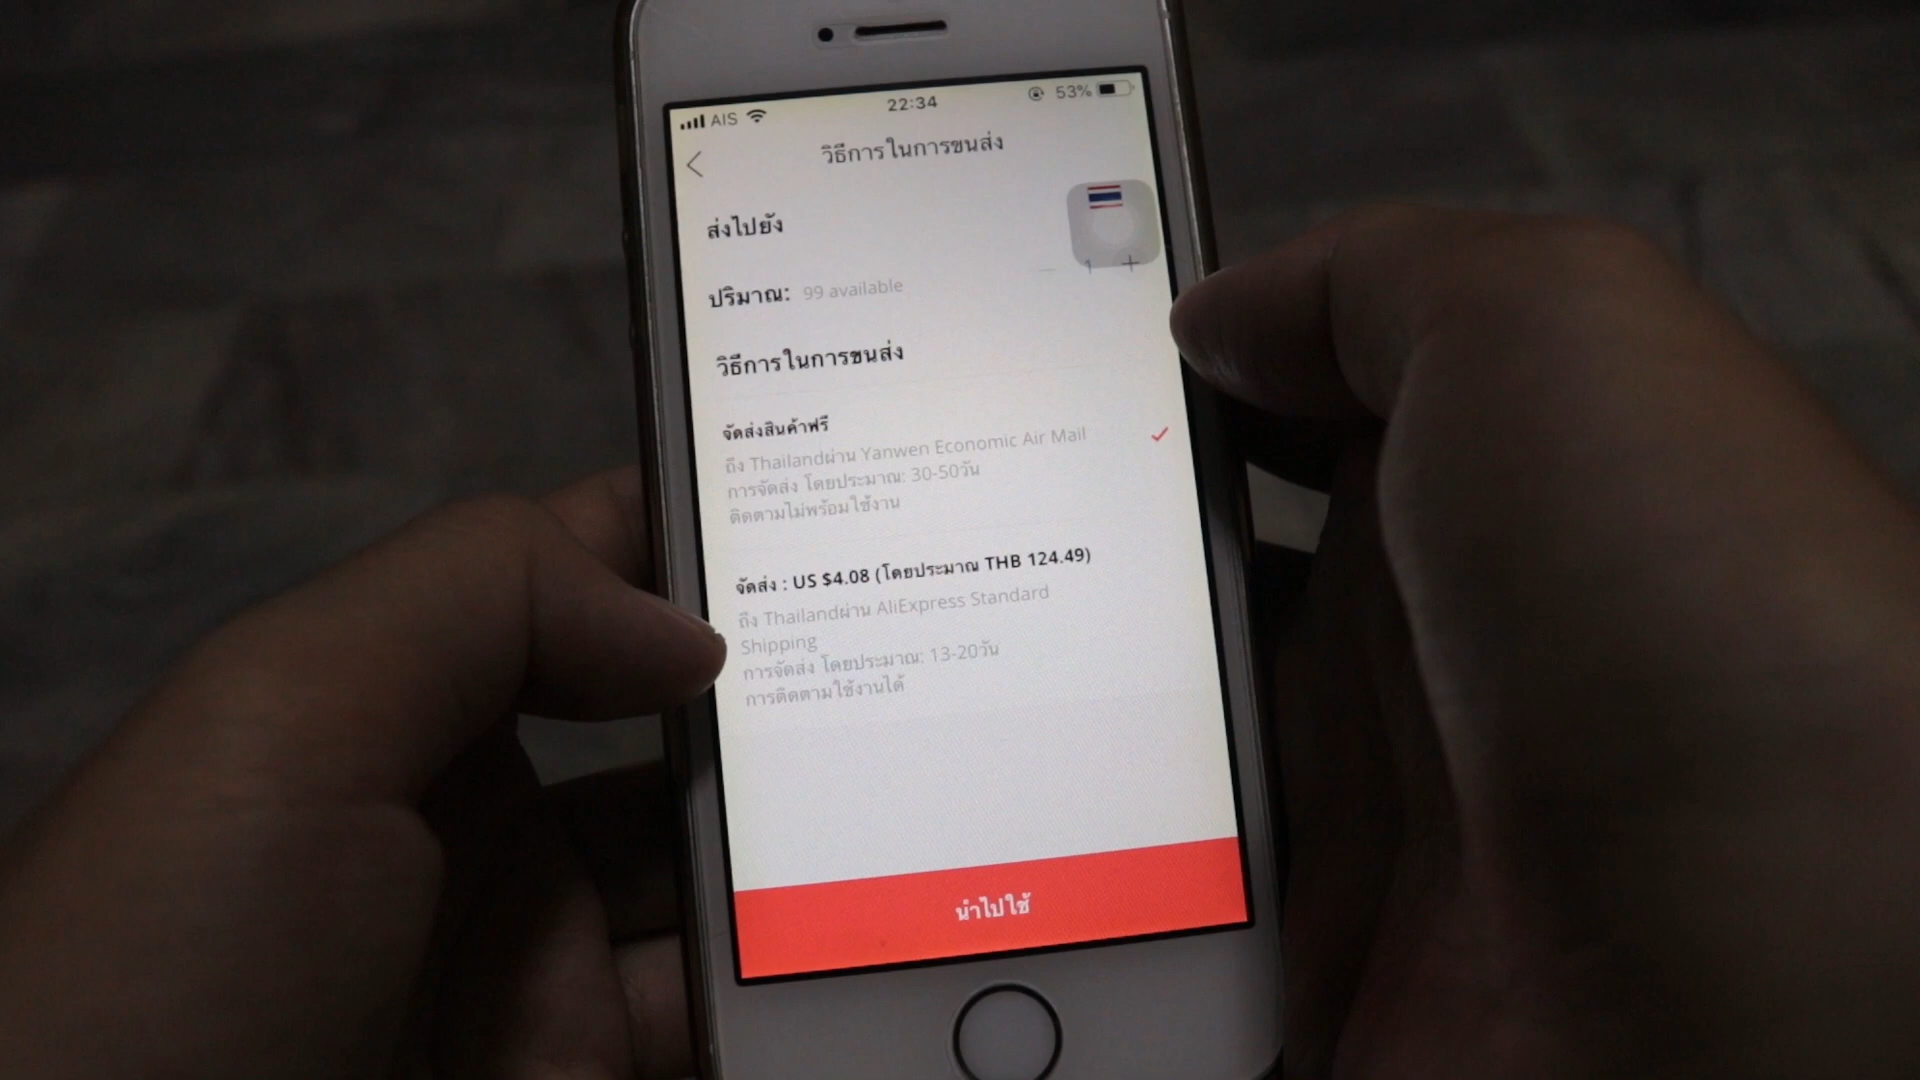 AIS 22:34 53%
วิธีการในการขนส่ง
ส่งไปยัง
ปริมาณ: 99 available 1 +
วิธีการในการขนส่ง
จัดส่งสินค้าฟรี
ถึง Thailandผ่าน Yanwen Economic Air Mail
การจัดส่ง โดยประมาณ: 30-50วัน
ติดตามไม่พร้อมใช้งาน
จัดส่ง : US $4.08 (โดยประมาณ THB 124.49)
ถึง Thailandผ่าน AliExpress Standard
Shipping
การจัดส่ง โดยประมาณ: 13-20วัน
การติดตามใช้งานได้
นำไปใช้